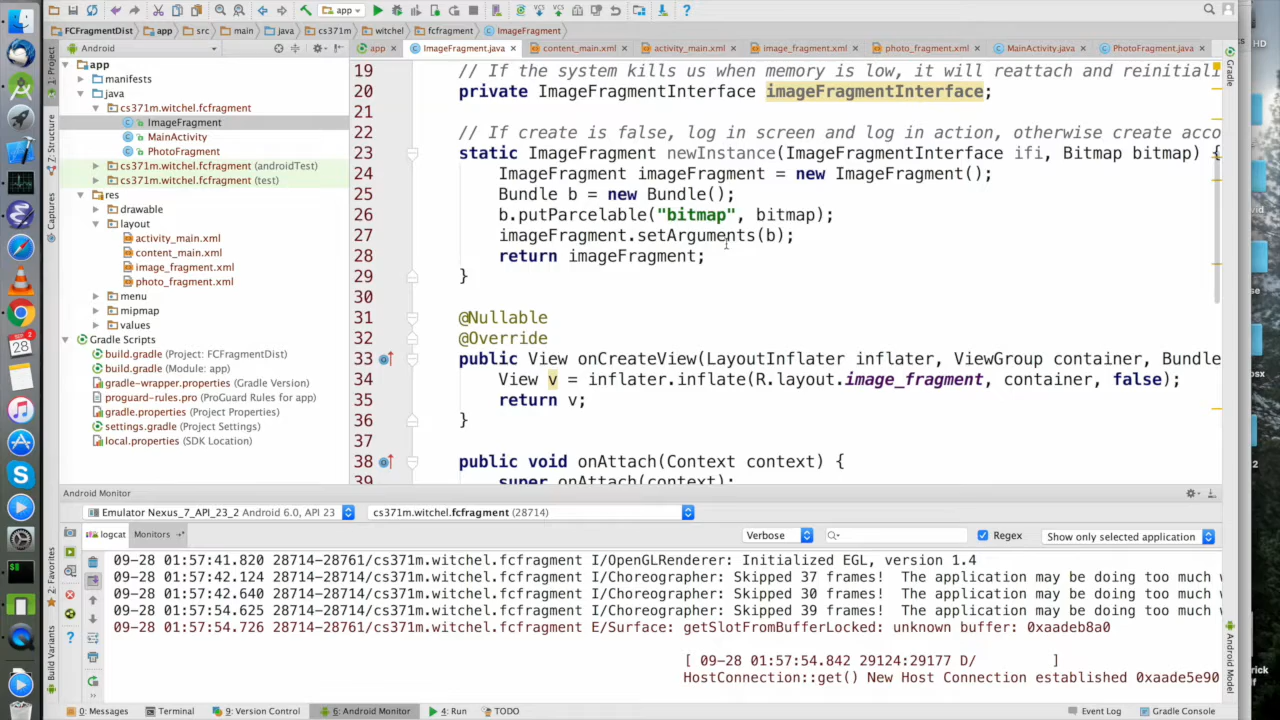 app
FCFragmentDist app src main java cs371m witchel fcfragment ImageFragment
Android
app ImageFragment.java content_main.xml activity_main.xml image_fragment.xml photo_fragment.xml MainActivity.java PhotoFragment.java
1: Project
Z: Structure
Captures
2: Favorites
Build Variants
app
manifests
java
cs371m.witchel.fcfragment
ImageFragment
MainActivity
PhotoFragment
cs371m.witchel.fcfragment (androidTest)
cs371m.witchel.fcfragment (test)
res
drawable
layout
activity_main.xml
content_main.xml
image_fragment.xml
photo_fragment.xml
menu
mipmap
values
Gradle Scripts
build.gradle (Project: FCFragmentDist)
build.gradle (Module: app)
gradle-wrapper.properties (Gradle Version)
proguard-rules.pro (ProGuard Rules for app)
gradle.properties (Project Properties)
settings.gradle (Project Settings)
local.properties (SDK Location)
19 // If the system kills us when memory is low, it will reattach and reinitiali
20 private ImageFragmentInterface imageFragmentInterface;
21
22 // If create is false, log in screen and log in action, otherwise create acco
23 static ImageFragment newInstance(ImageFragmentInterface ifi, Bitmap bitmap) {
24 ImageFragment imageFragment = new ImageFragment();
25 Bundle b = new Bundle();
26 b.putParcelable("bitmap", bitmap);
27 imageFragment.setArguments(b);
28 return imageFragment;
29 }
30
31 @Nullable
32 @Override
33 public View onCreateView(LayoutInflater inflater, ViewGroup container, Bundle
34 View v = inflater.inflate(R.layout.image_fragment, container, false);
35 return v;
36 }
37
38 public void onAttach(Context context) {
39 super.onAttach(context);
Gradle
Android Model
Android Monitor
Emulator Nexus_7_API_23_2 Android 6.0, API 23 cs371m.witchel.fcfragment (28714)
logcat Monitors Verbose Regex Show only selected application
09-28 01:57:41.820 28714-28761/cs371m.witchel.fcfragment I/OpenGLRenderer: Initialized EGL, version 1.4
09-28 01:57:42.124 28714-28714/cs371m.witchel.fcfragment I/Choreographer: Skipped 37 frames! The application may be doing too much w
09-28 01:57:42.640 28714-28714/cs371m.witchel.fcfragment I/Choreographer: Skipped 30 frames! The application may be doing too much w
09-28 01:57:54.625 28714-28714/cs371m.witchel.fcfragment I/Choreographer: Skipped 39 frames! The application may be doing too much w
09-28 01:57:54.726 28714-28714/cs371m.witchel.fcfragment E/Surface: getSlotFromBufferLocked: unknown buffer: 0xaadeb8a0
[ 09-28 01:57:54.842 29124:29177 D/ ]
HostConnection::get() New Host Connection established 0xaade5e90
0: Messages Terminal 9: Version Control 6: Android Monitor 4: Run TODO Event Log Gradle Console